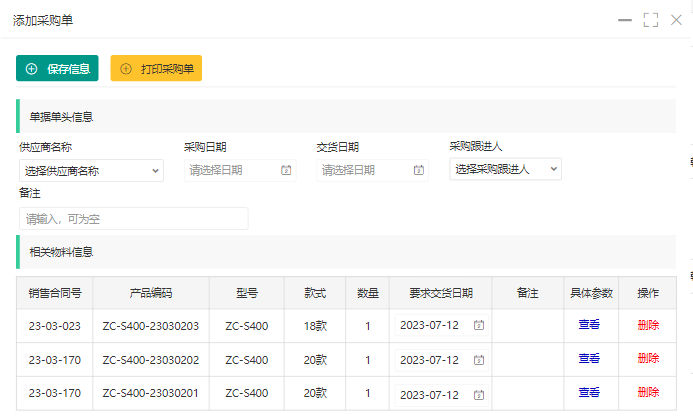 添加采购单
保存信息 打印采购单
单据单头信息
供应商名称 采购日期 交货日期 采购跟进人
选择供应商名称 请选择日期 请选择日期 选择采购跟进人
备注
请输入，可为空
相关物料信息
销售合同号 产品编码 型号 款式 数量 要求交货日期 备注 具体参数 操作
23-03-023 ZC-S400-23030203 ZC-S400 18款 1 2023-07-12 查看 删除
23-03-170 ZC-S400-23030202 ZC-S400 20款 1 2023-07-12 查看 删除
23-03-170 ZC-S400-23030201 ZC-S400 20款 1 2023-07-12 查看 删除